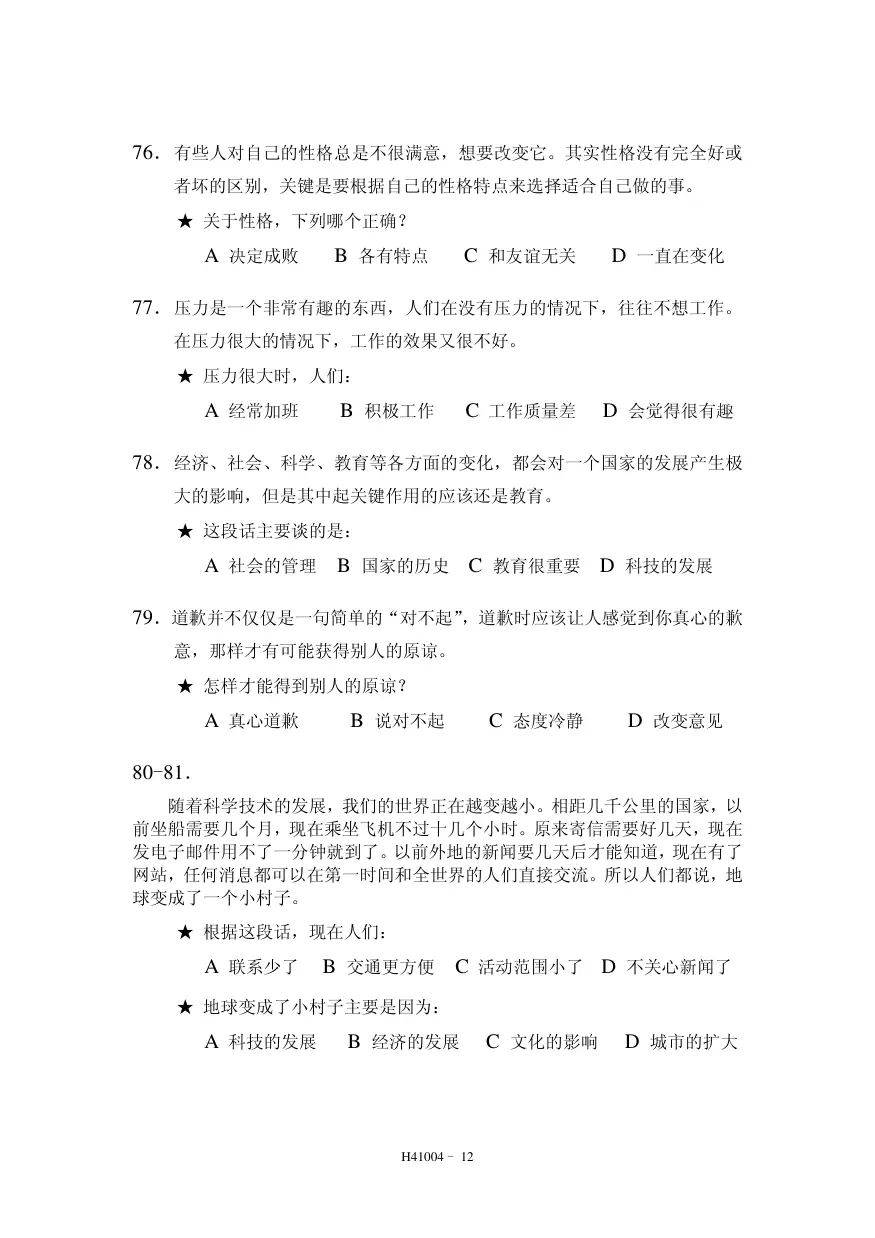 76．有些人对自己的性格总是不很满意，想要改变它。其实性格没有完全好或
者坏的区别，关键是要根据自己的性格特点来选择适合自己做的事。
★ 关于性格，下列哪个正确？
A 决定成败 B 各有特点 C 和友谊无关 D 一直在变化
77．压力是一个非常有趣的东西，人们在没有压力的情况下，往往不想工作。
在压力很大的情况下，工作的效果又很不好。
★ 压力很大时，人们：
A 经常加班 B 积极工作 C 工作质量差 D 会觉得很有趣
78．经济、社会、科学、教育等各方面的变化，都会对一个国家的发展产生极
大的影响，但是其中起关键作用的应该还是教育。
★ 这段话主要谈的是：
A 社会的管理 B 国家的历史 C 教育很重要 D 科技的发展
79．道歉并不仅仅是一句简单的“对不起”，道歉时应该让人感觉到你真心的歉
意，那样才有可能获得别人的原谅。
★ 怎样才能得到别人的原谅？
A 真心道歉 B 说对不起 C 态度冷静 D 改变意见
80-81．
随着科学技术的发展，我们的世界正在越变越小。相距几千公里的国家，以
前坐船需要几个月，现在乘坐飞机不过十几个小时。原来寄信需要好几天，现在
发电子邮件用不了一分钟就到了。以前外地的新闻要几天后才能知道，现在有了
网站，任何消息都可以在第一时间和全世界的人们直接交流。所以人们都说，地
球变成了一个小村子。
★ 根据这段话，现在人们：
A 联系少了 B 交通更方便 C 活动范围小了 D 不关心新闻了
★ 地球变成了小村子主要是因为：
A 科技的发展 B 经济的发展 C 文化的影响 D 城市的扩大
H41004－ 12